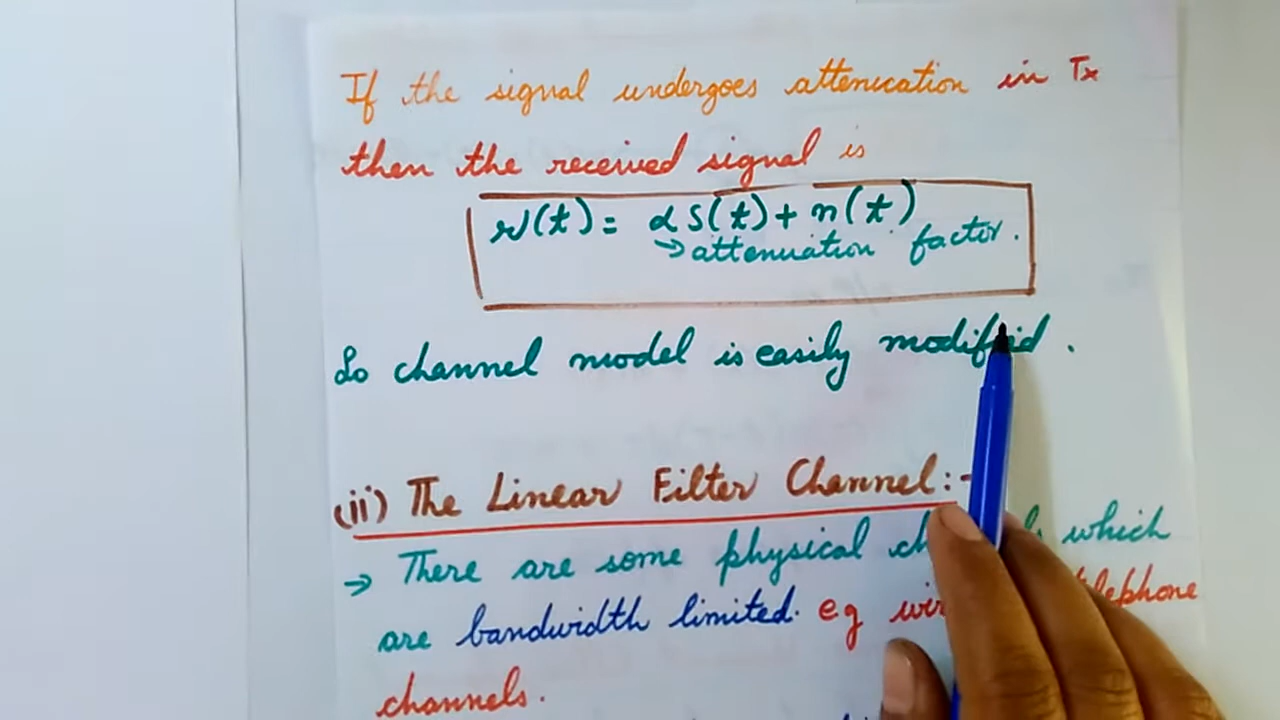 If the signal undergoes attenuation in Tx
then the received signal is
r(t) = α S(t) + n(t)
→ attenuation factor.
So channel model is easily modified.
(ii) The Linear Filter Channel:-
→ There are some physical which
are bandwidth limited. e.g
channels.